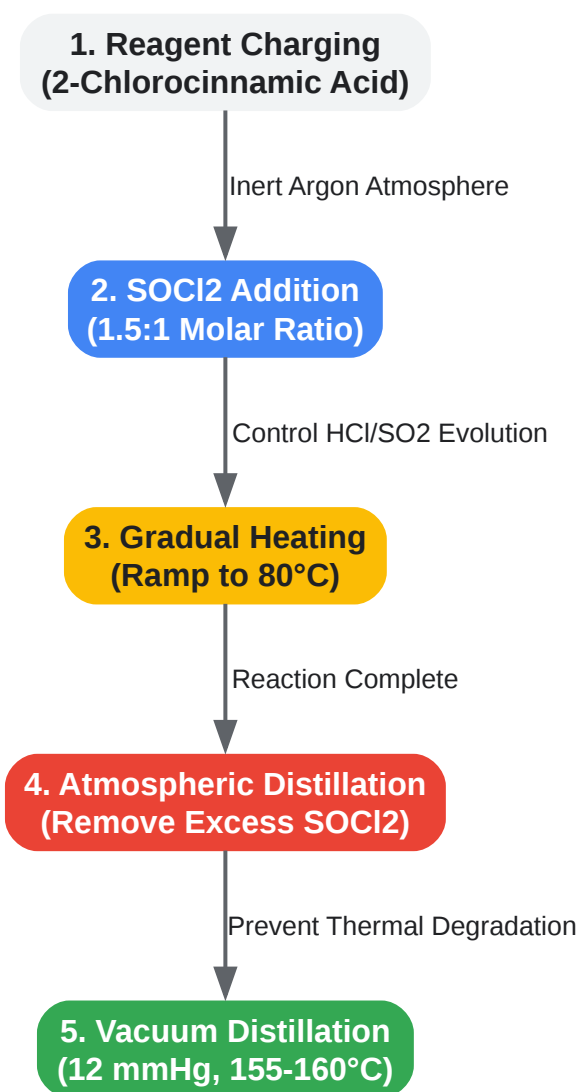 1. Reagent Charging
(2-Chlorocinnamic Acid)
Inert Argon Atmosphere
2. SOCl2 Addition
(1.5:1 Molar Ratio)
Control HCl/SO2 Evolution
3. Gradual Heating
(Ramp to 80°C)
Reaction Complete
4. Atmospheric Distillation
(Remove Excess SOCl2)
Prevent Thermal Degradation
5. Vacuum Distillation
(12 mmHg, 155-160°C)